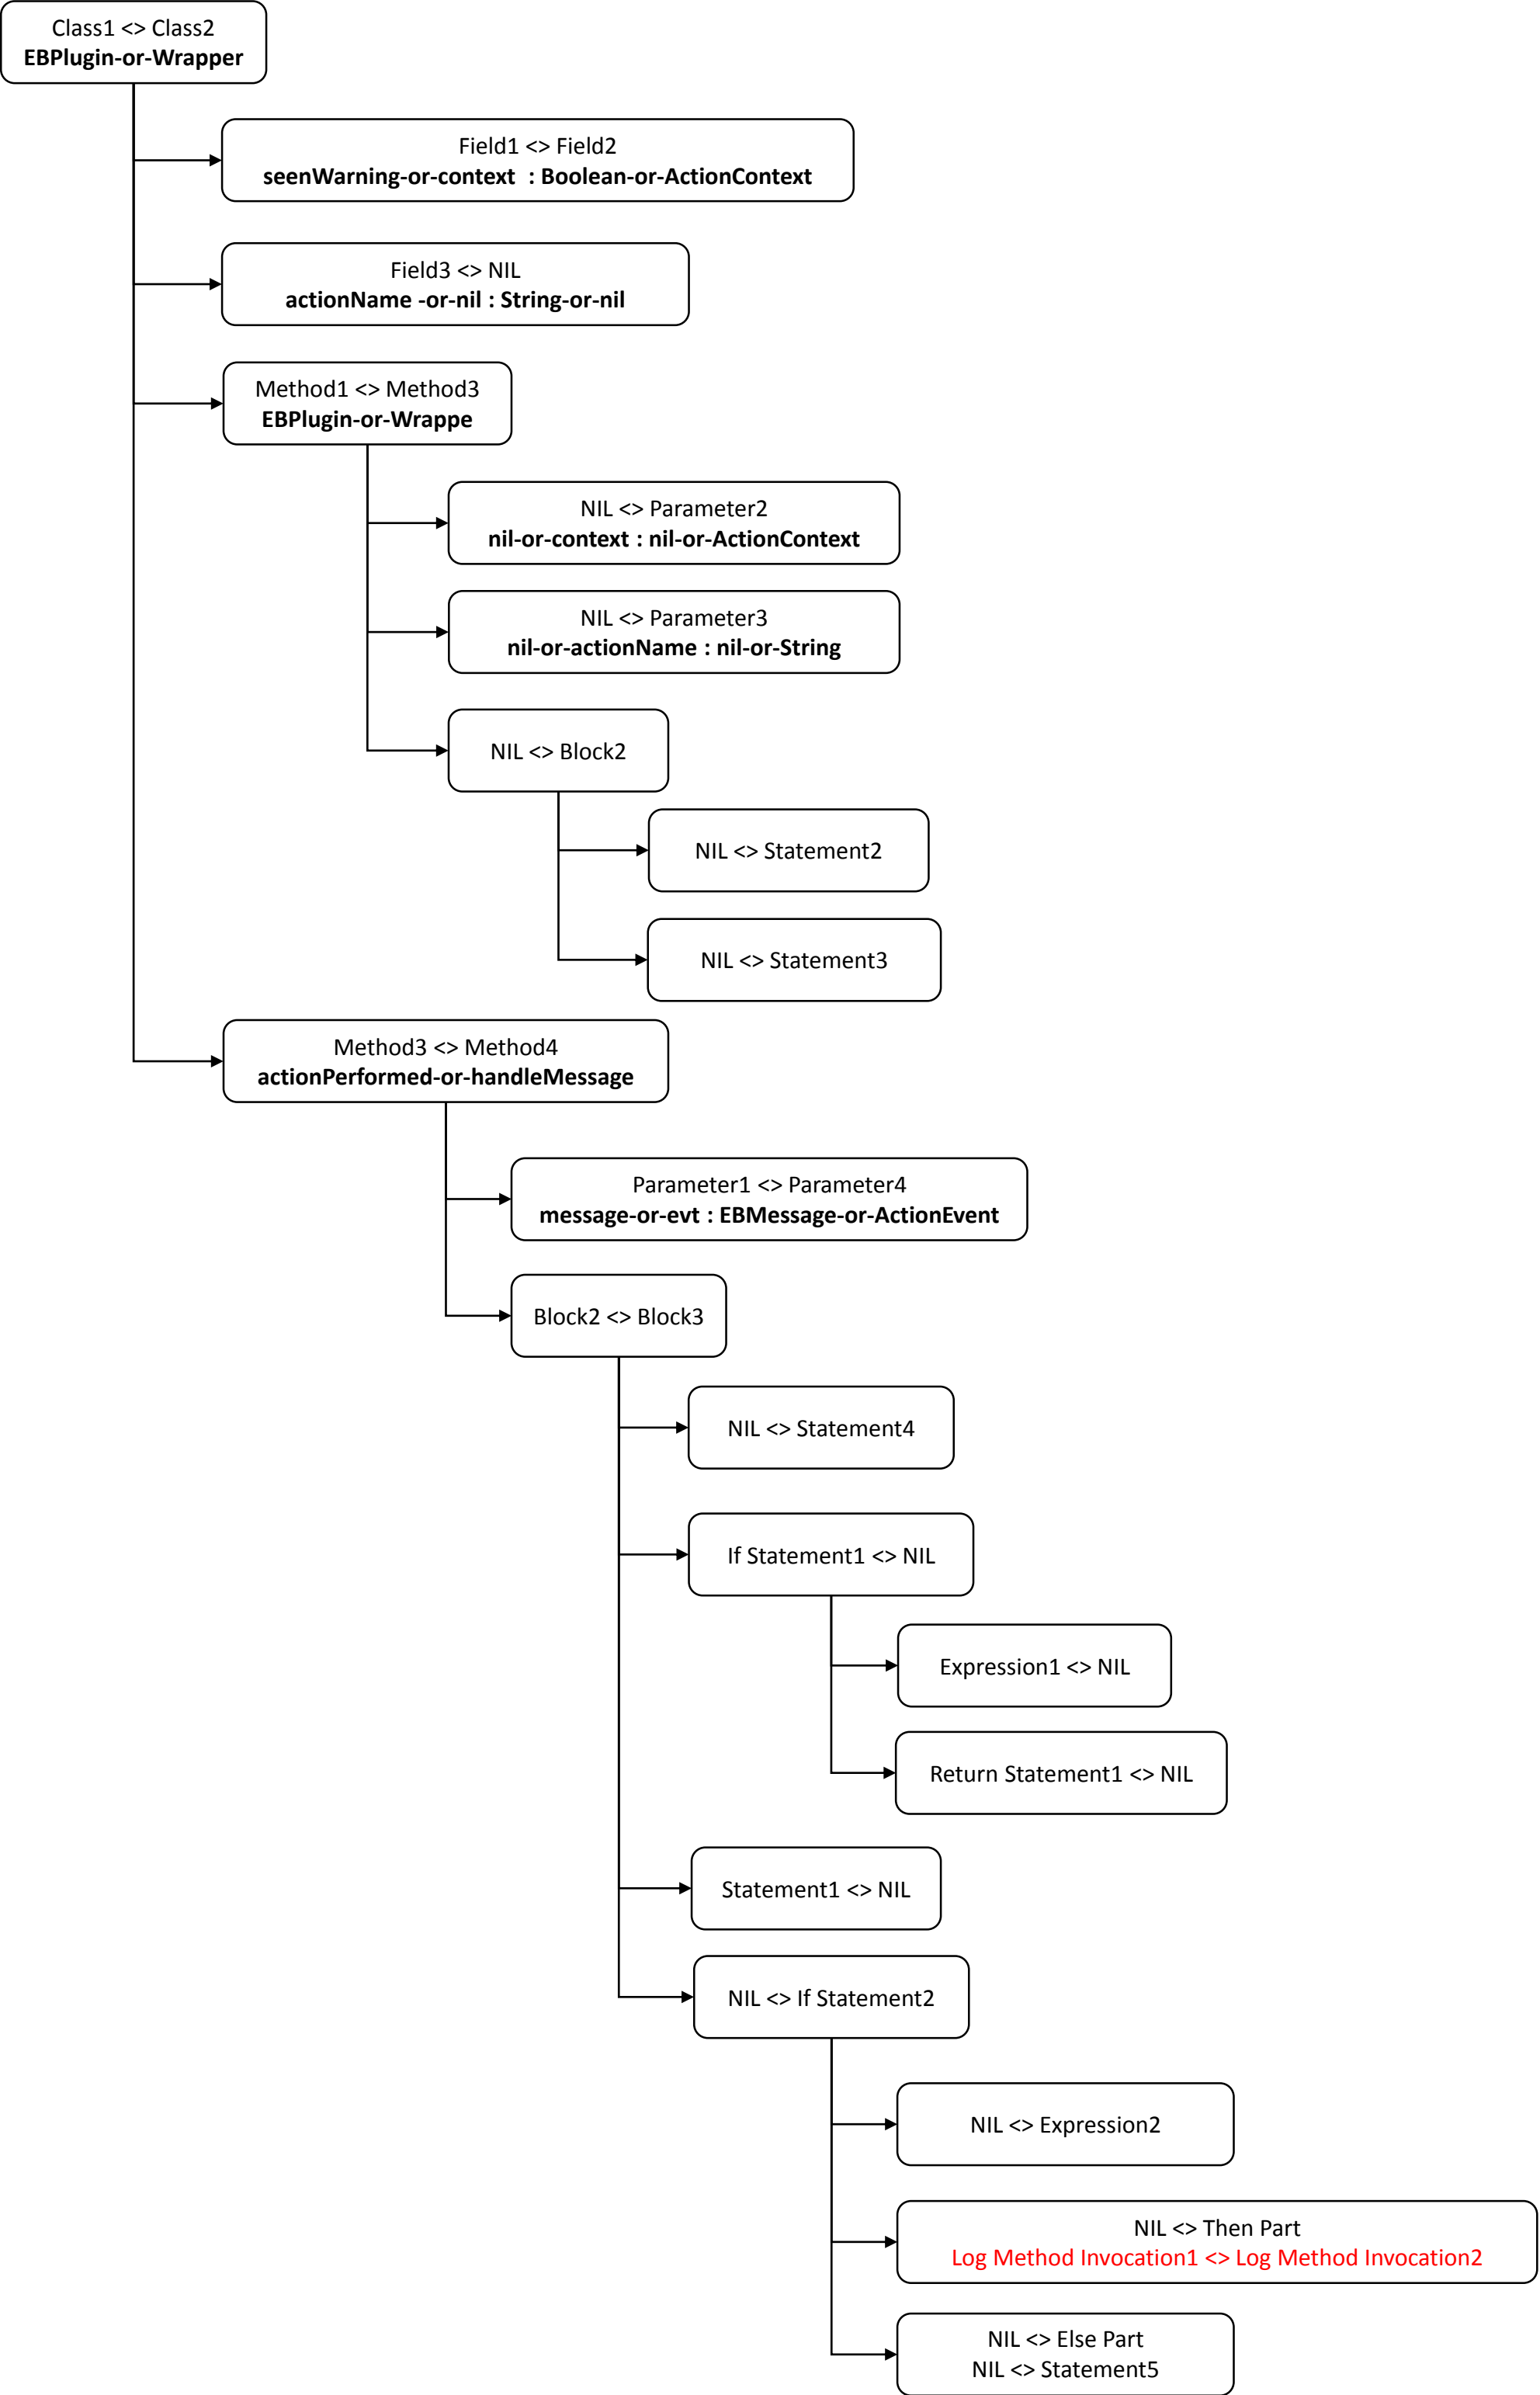 Class1 <> Class2
EBPlugin-or-Wrapper
Field1 <> Field2
seenWarning-or-context : Boolean-or-ActionContext
Field3 <> NIL
actionName -or-nil : String-or-nil
Method1 <> Method3
EBPlugin-or-Wrappe
NIL <> Parameter2
nil-or-context : nil-or-ActionContext
NIL <> Parameter3
nil-or-actionName : nil-or-String
NIL <> Block2
NIL <> Statement2
NIL <> Statement3
Method3 <> Method4
actionPerformed-or-handleMessage
Parameter1 <> Parameter4
message-or-evt : EBMessage-or-ActionEvent
Block2 <> Block3
NIL <> Statement4
If Statement1 <> NIL
Expression1 <> NIL
Return Statement1 <> NIL
Statement1 <> NIL
NIL <> If Statement2
NIL <> Expression2
NIL <> Then Part
Log Method Invocation1 <> Log Method Invocation2
NIL <> Else Part
NIL <> Statement5